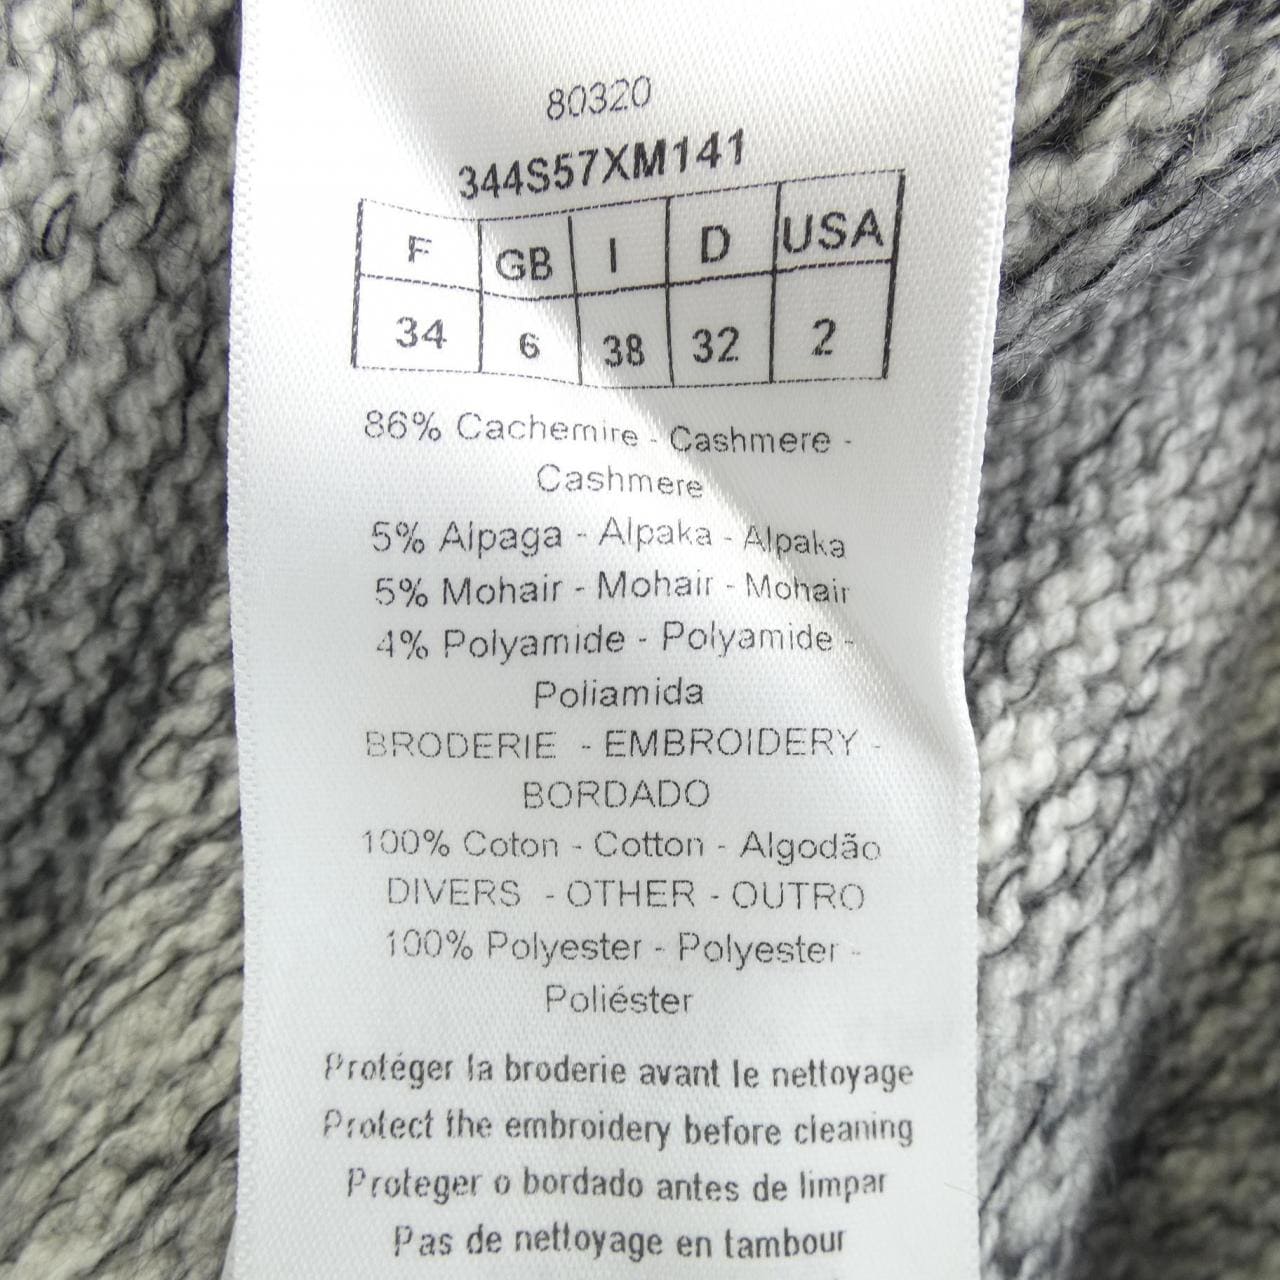 80320
344S57XM141
F GB I D USA
34 6 38 32 2
86% Cachemire - Cashmere -
Cashmere
5% Alpaga - Alpaka - Alpaka
5% Mohair - Mohair - Mohair
4% Polyamide - Polyamide -
Poliamida
BRODERIE - EMBROIDERY -
BORDADO
100% Coton - Cotton - Algodão
DIVERS - OTHER - OUTRO
100% Polyester - Polyester -
Poliéster
Protéger la broderie avant le nettoyage
Protect the embroidery before cleaning
Proteger o bordado antes de limpar
Pas de nettoyage en tambour